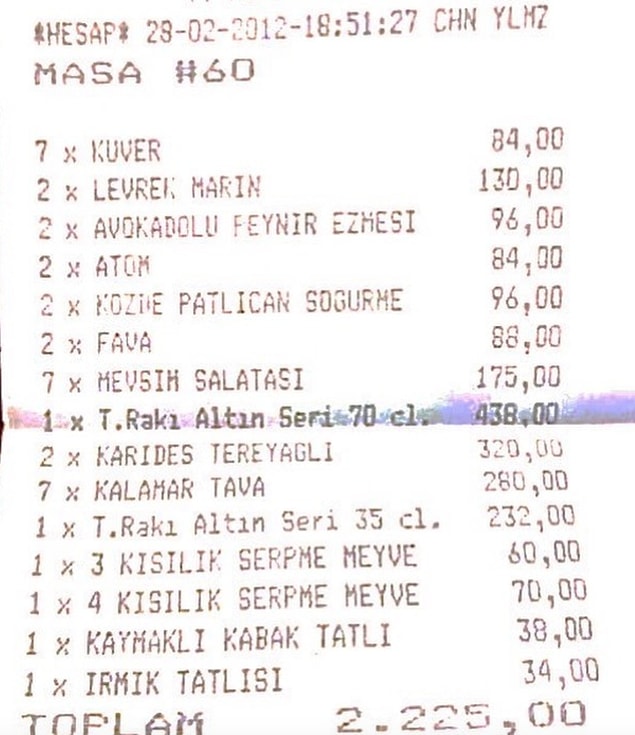 *HESAP* 28-02-2012-18:51:27 CHN YLMZ
MASA #60
7 x KUVER 84,00
2 x LEVREK MARIN 130,00
2 x AVOKADOLU PEYNIR EZMESI 96,00
2 x ATOM 84,00
2 x KOZDE PATLICAN SOGURME 96,00
2 x FAVA 88,00
7 x MEVSIM SALATASI 175,00
1 x T.Rakı Altın Seri 70 cl. 438,00
2 x KARIDES TEREYAGLI 320,00
7 x KALAMAR TAVA 280,00
1 x T.Rakı Altın Seri 35 cl. 232,00
1 x 3 KISILIK SERPME MEYVE 60,00
1 x 4 KISILIK SERPME MEYVE 70,00
1 x KAYMAKLI KABAK TATLI 38,00
1 x IRMIK TATLISI 34,00
TOPLAM 2.225,00